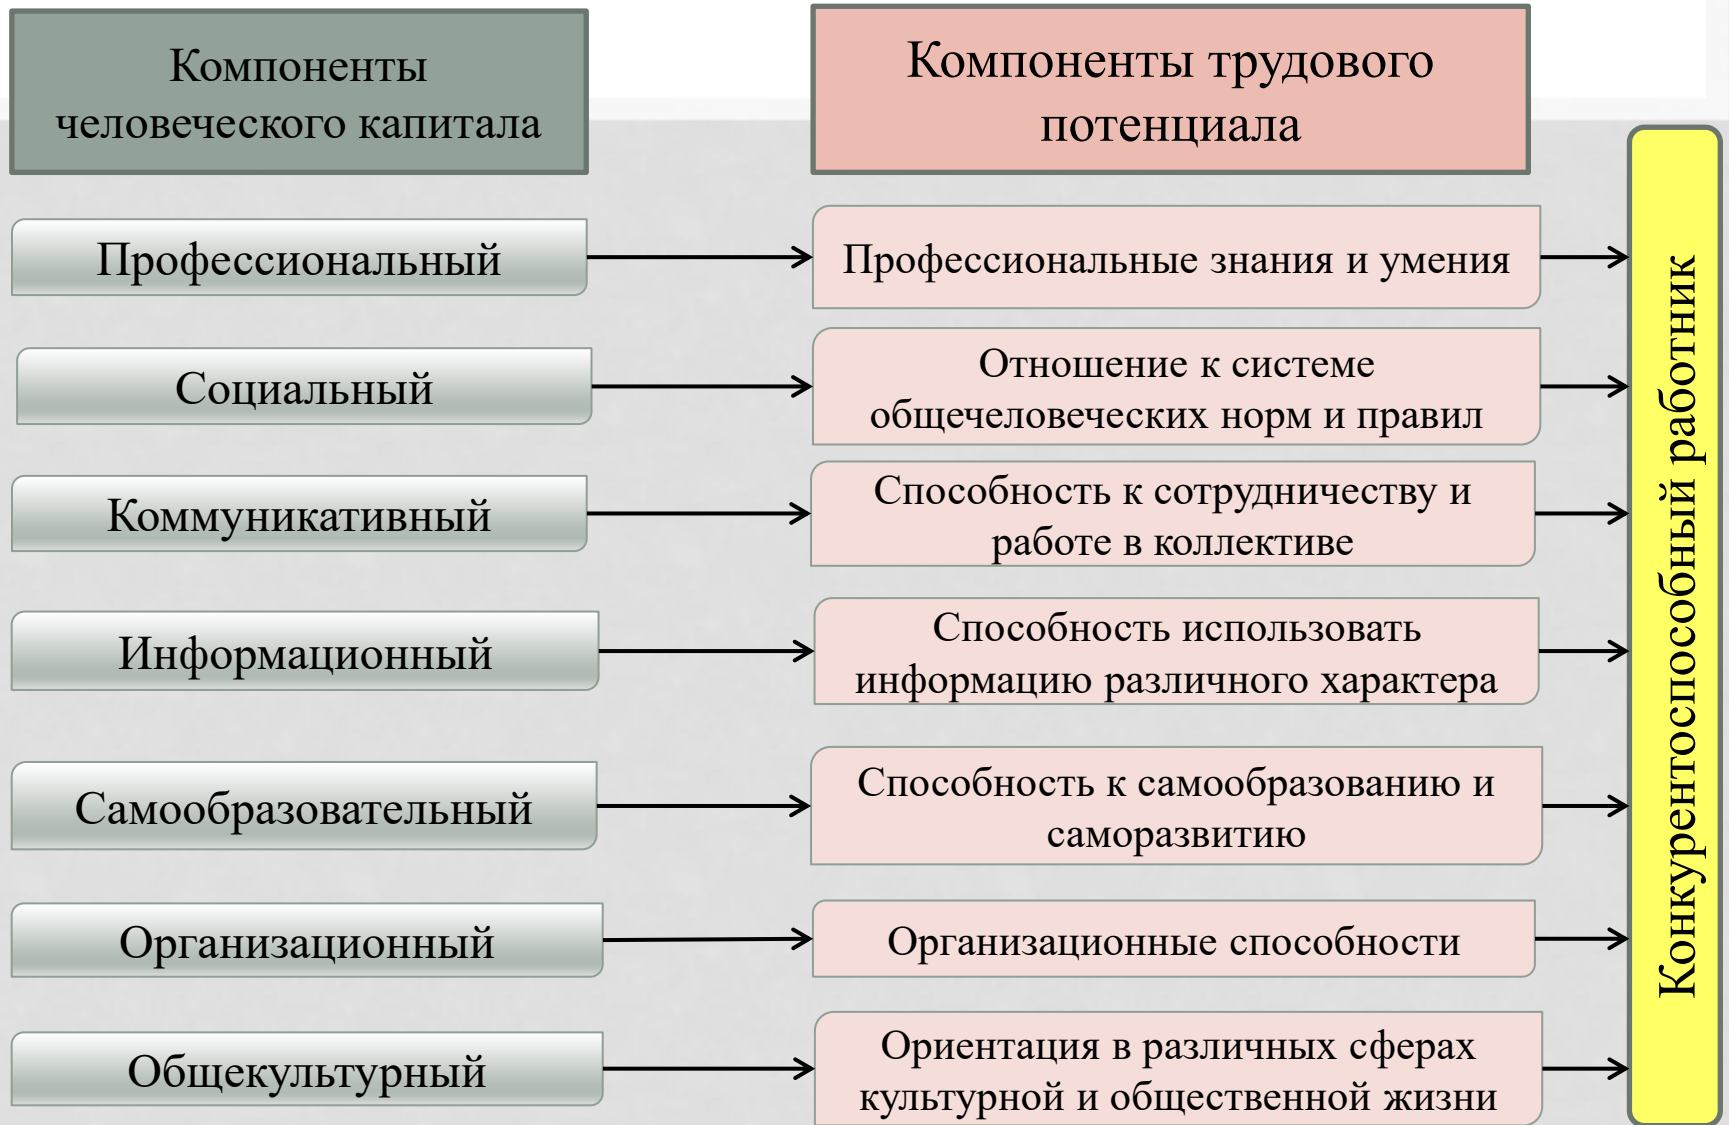 Компоненты
человеческого капитала
Компоненты трудового
потенциала
Профессиональный
Профессиональные знания и умения
Социальный
Отношение к системе
общечеловеческих норм и правил
Коммуникативный
Способность к сотрудничеству и
работе в коллективе
Информационный
Способность использовать
информацию различного характера
Самообразовательный
Способность к самообразованию и
саморазвитию
Организационный
Организационные способности
Общекультурный
Ориентация в различных сферах
культурной и общественной жизни
Конкурентоспособный работник